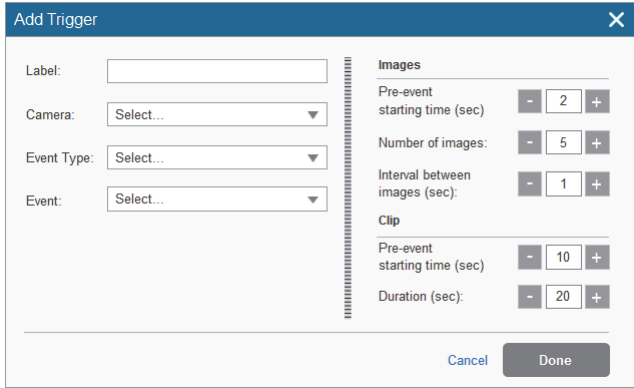 Add Trigger
Label:
Camera: Select...
Event Type: Select...
Event: Select...
Images
Pre-event
starting time (sec) - 2 +
Number of images: - 5 +
Interval between
images (sec): - 1 +
Clip
Pre-event
starting time (sec) - 10 +
Duration (sec): - 20 +
Cancel Done